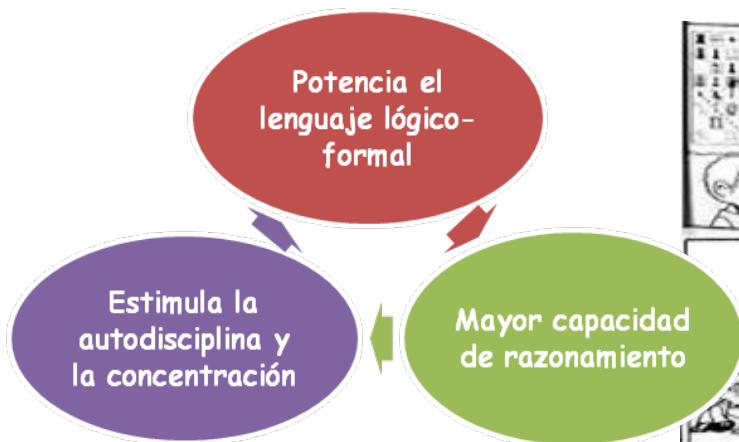 Potencia el
lenguaje lógico-
formal
Estimula la
autodisciplina y
la concentración
Mayor capacidad
de razonamiento